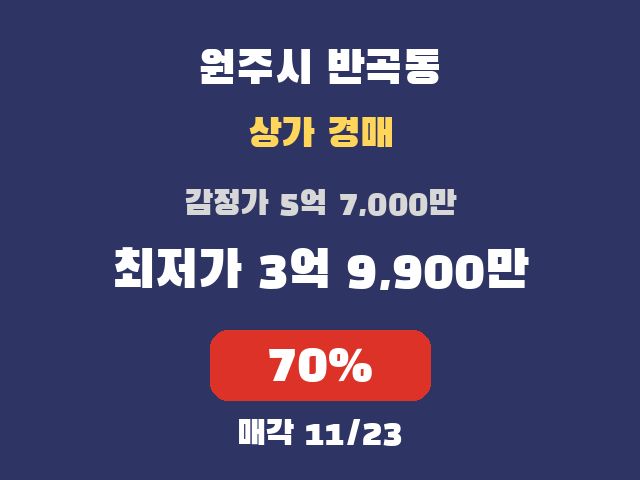 원주시 반곡동
상가 경매
감정가 5억 7,000만
최저가 3억 9,900만
70%
매각 11/23